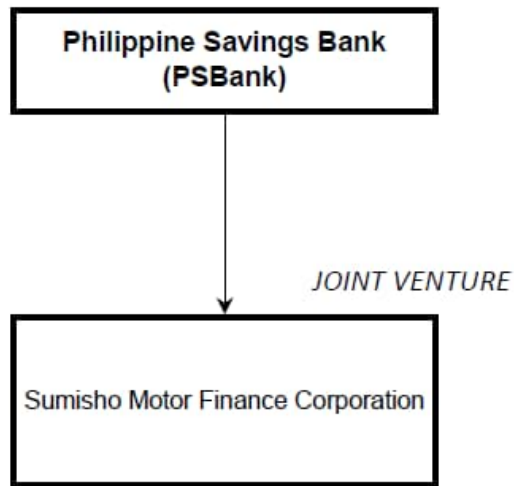 Philippine Savings Bank
(PSBank)
JOINT VENTURE
Sumisho Motor Finance Corporation